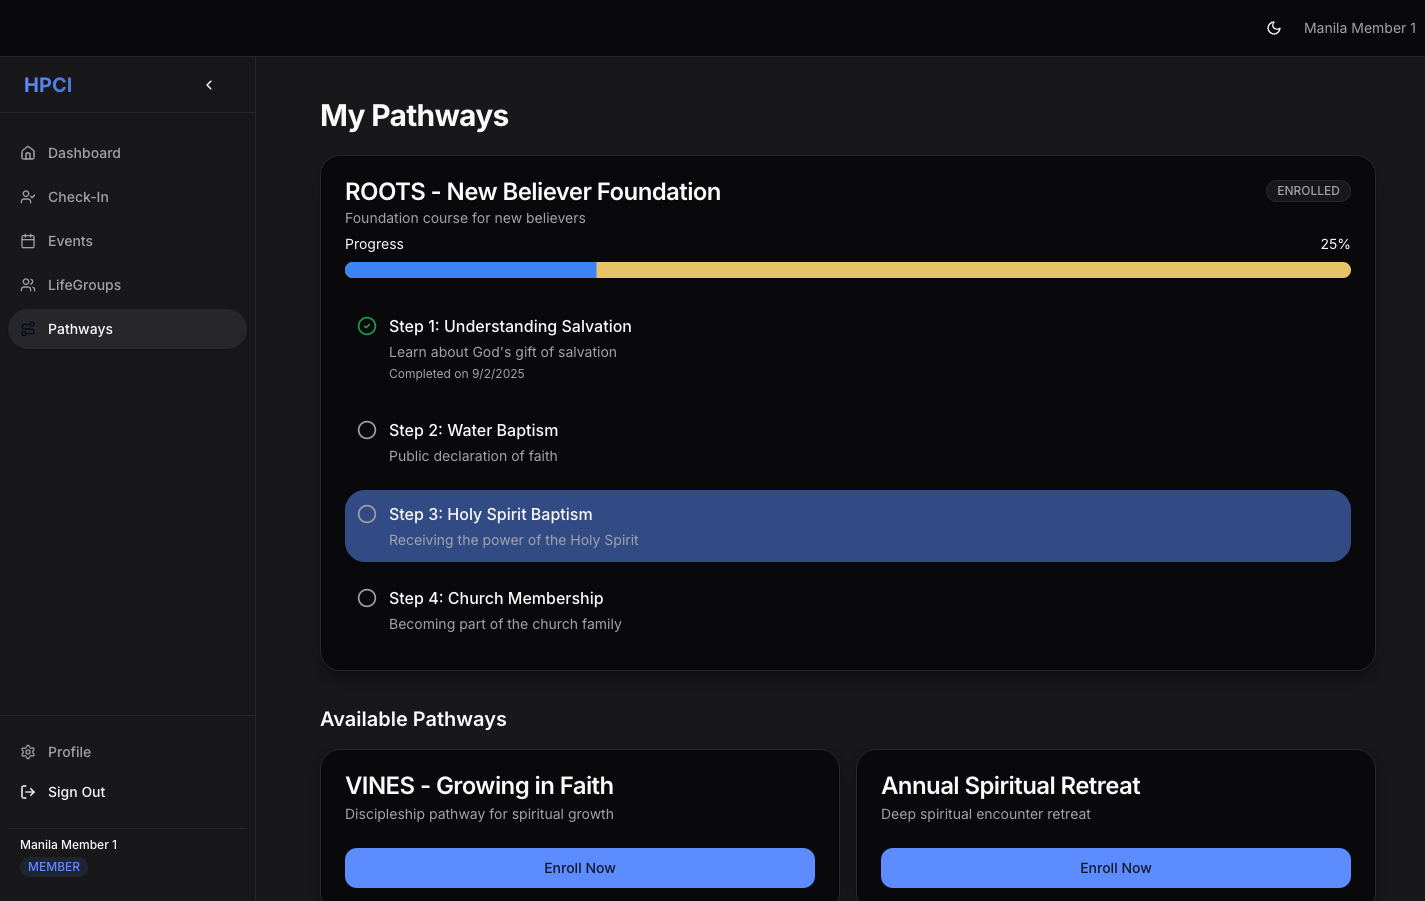 Manila Member 1
HPCI
Dashboard
Check-In
Events
LifeGroups
Pathways
Profile
Sign Out
Manila Member 1
MEMBER
My Pathways
ROOTS - New Believer Foundation
ENROLLED
Foundation course for new believers
Progress
25%
Step 1: Understanding Salvation
Learn about God's gift of salvation
Completed on 9/2/2025
Step 2: Water Baptism
Public declaration of faith
Step 3: Holy Spirit Baptism
Receiving the power of the Holy Spirit
Step 4: Church Membership
Becoming part of the church family
Available Pathways
VINES - Growing in Faith
Discipleship pathway for spiritual growth
Enroll Now
Annual Spiritual Retreat
Deep spiritual encounter retreat
Enroll Now